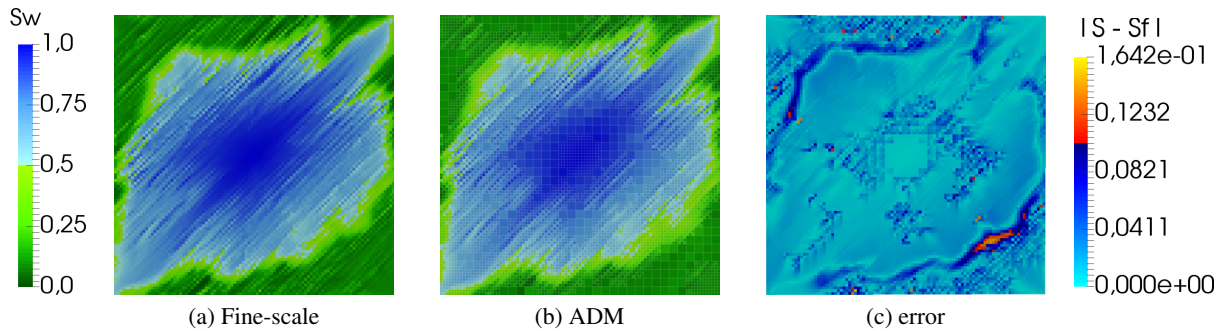 Sw
1,0
0,75
0,5
0,25
0,0
(a) Fine-scale
(b) ADM
(c) error
|S - Sf|
1,642e-01
0,1232
0,0821
0,0411
0,000e+00